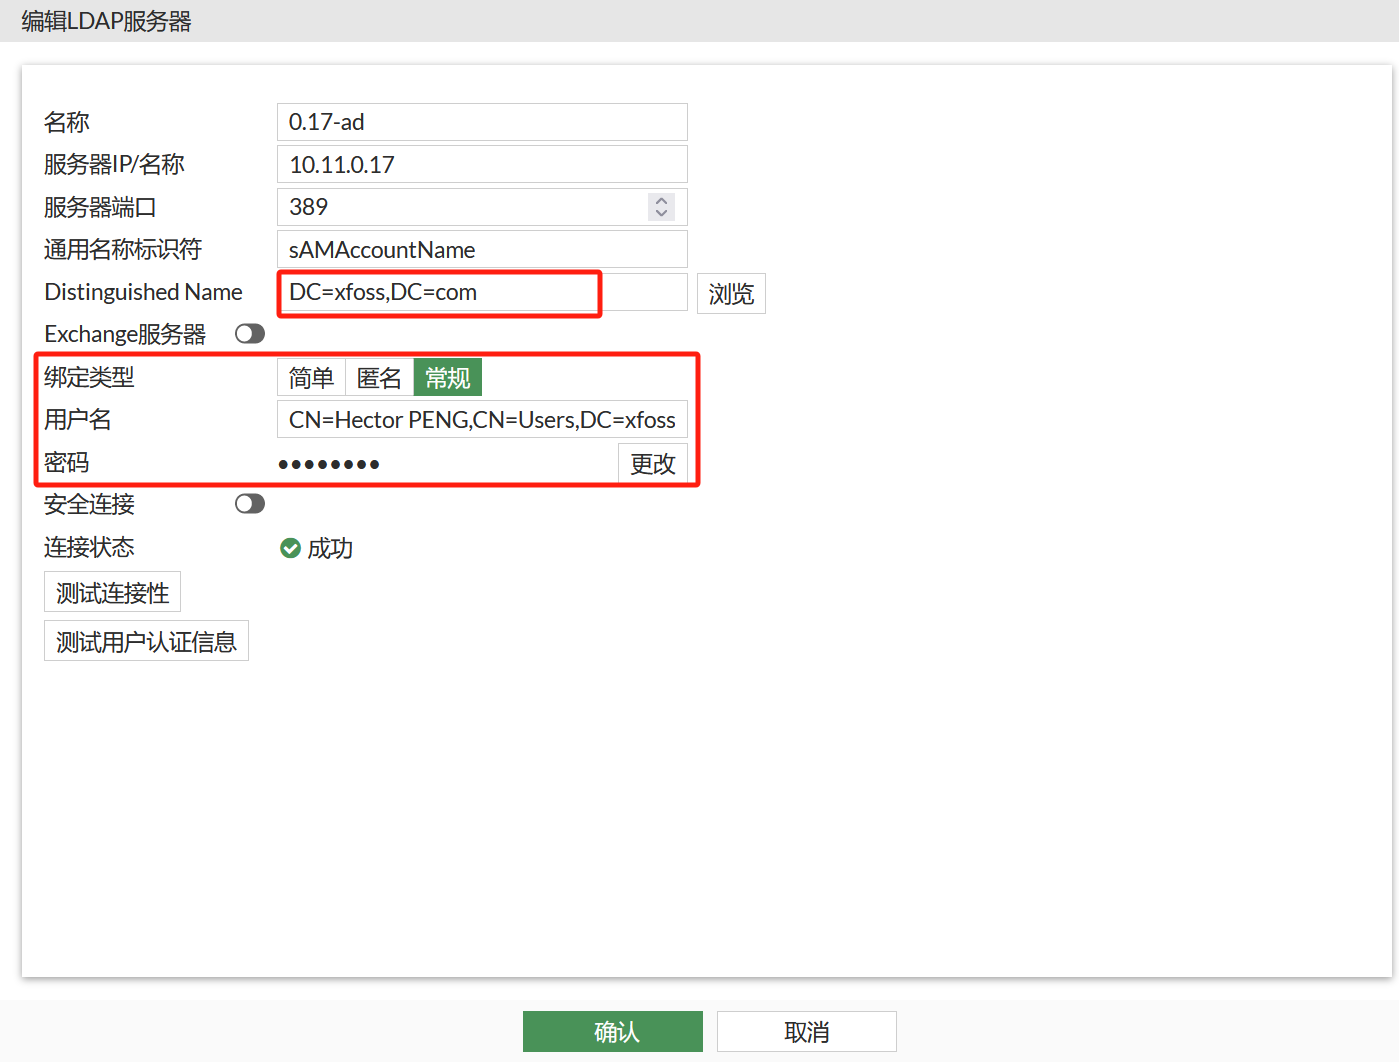 编辑LDAP服务器
名称 0.17-ad
服务器IP/名称 10.11.0.17
服务器端口 389
通用名称标识符 sAMAccountName
Distinguished Name DC=xfoss,DC=com 浏览
Exchange服务器
绑定类型 简单 匿名 常规
用户名 CN=Hector PENG,CN=Users,DC=xfoss
密码 •••••••• 更改
安全连接
连接状态 成功
测试连接性
测试用户认证信息
确认 取消